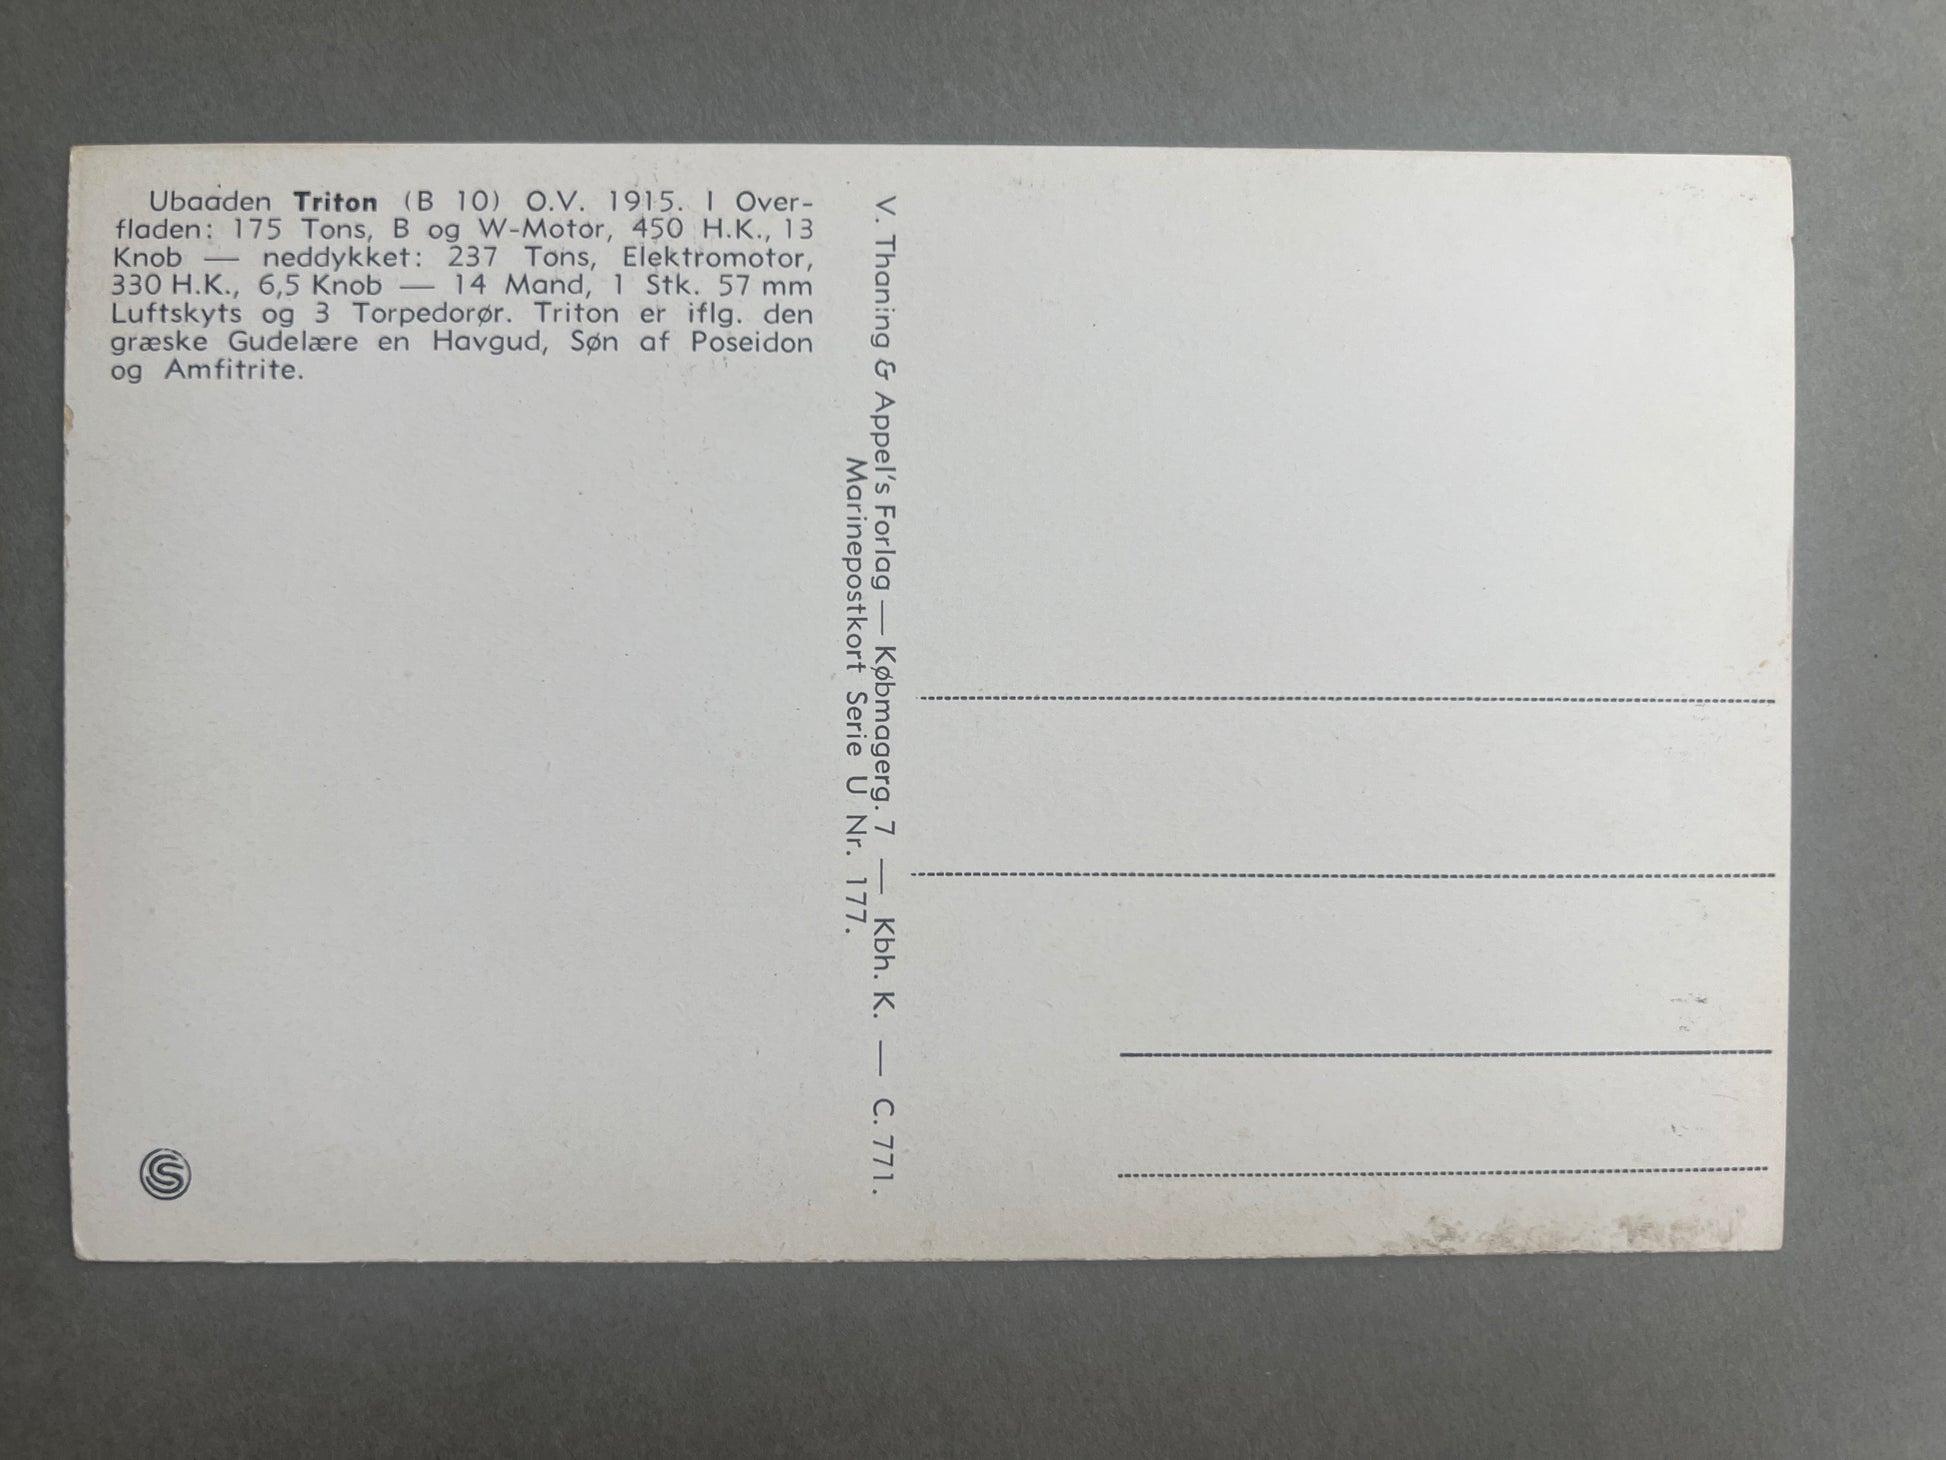 Ubaaden Triton (B 10) O.V. 1915. I Over-
fladen: 175 Tons, B og W-Motor, 450 H.K., 13
Knob — neddykket: 237 Tons, Elektromotor,
330 H.K., 6,5 Knob — 14 Mand, 1 Stk. 57 mm
Luftskyts og 3 Torpedorør. Triton er iflg. den
græske Gudelære en Havgud, Søn af Poseidon
og Amfitrite.
V. Thaning & Appel's Forlag — Købmagerg. 7 — Kbh. K. — C. 771.
Marinepostkort Serie U Nr. 177.